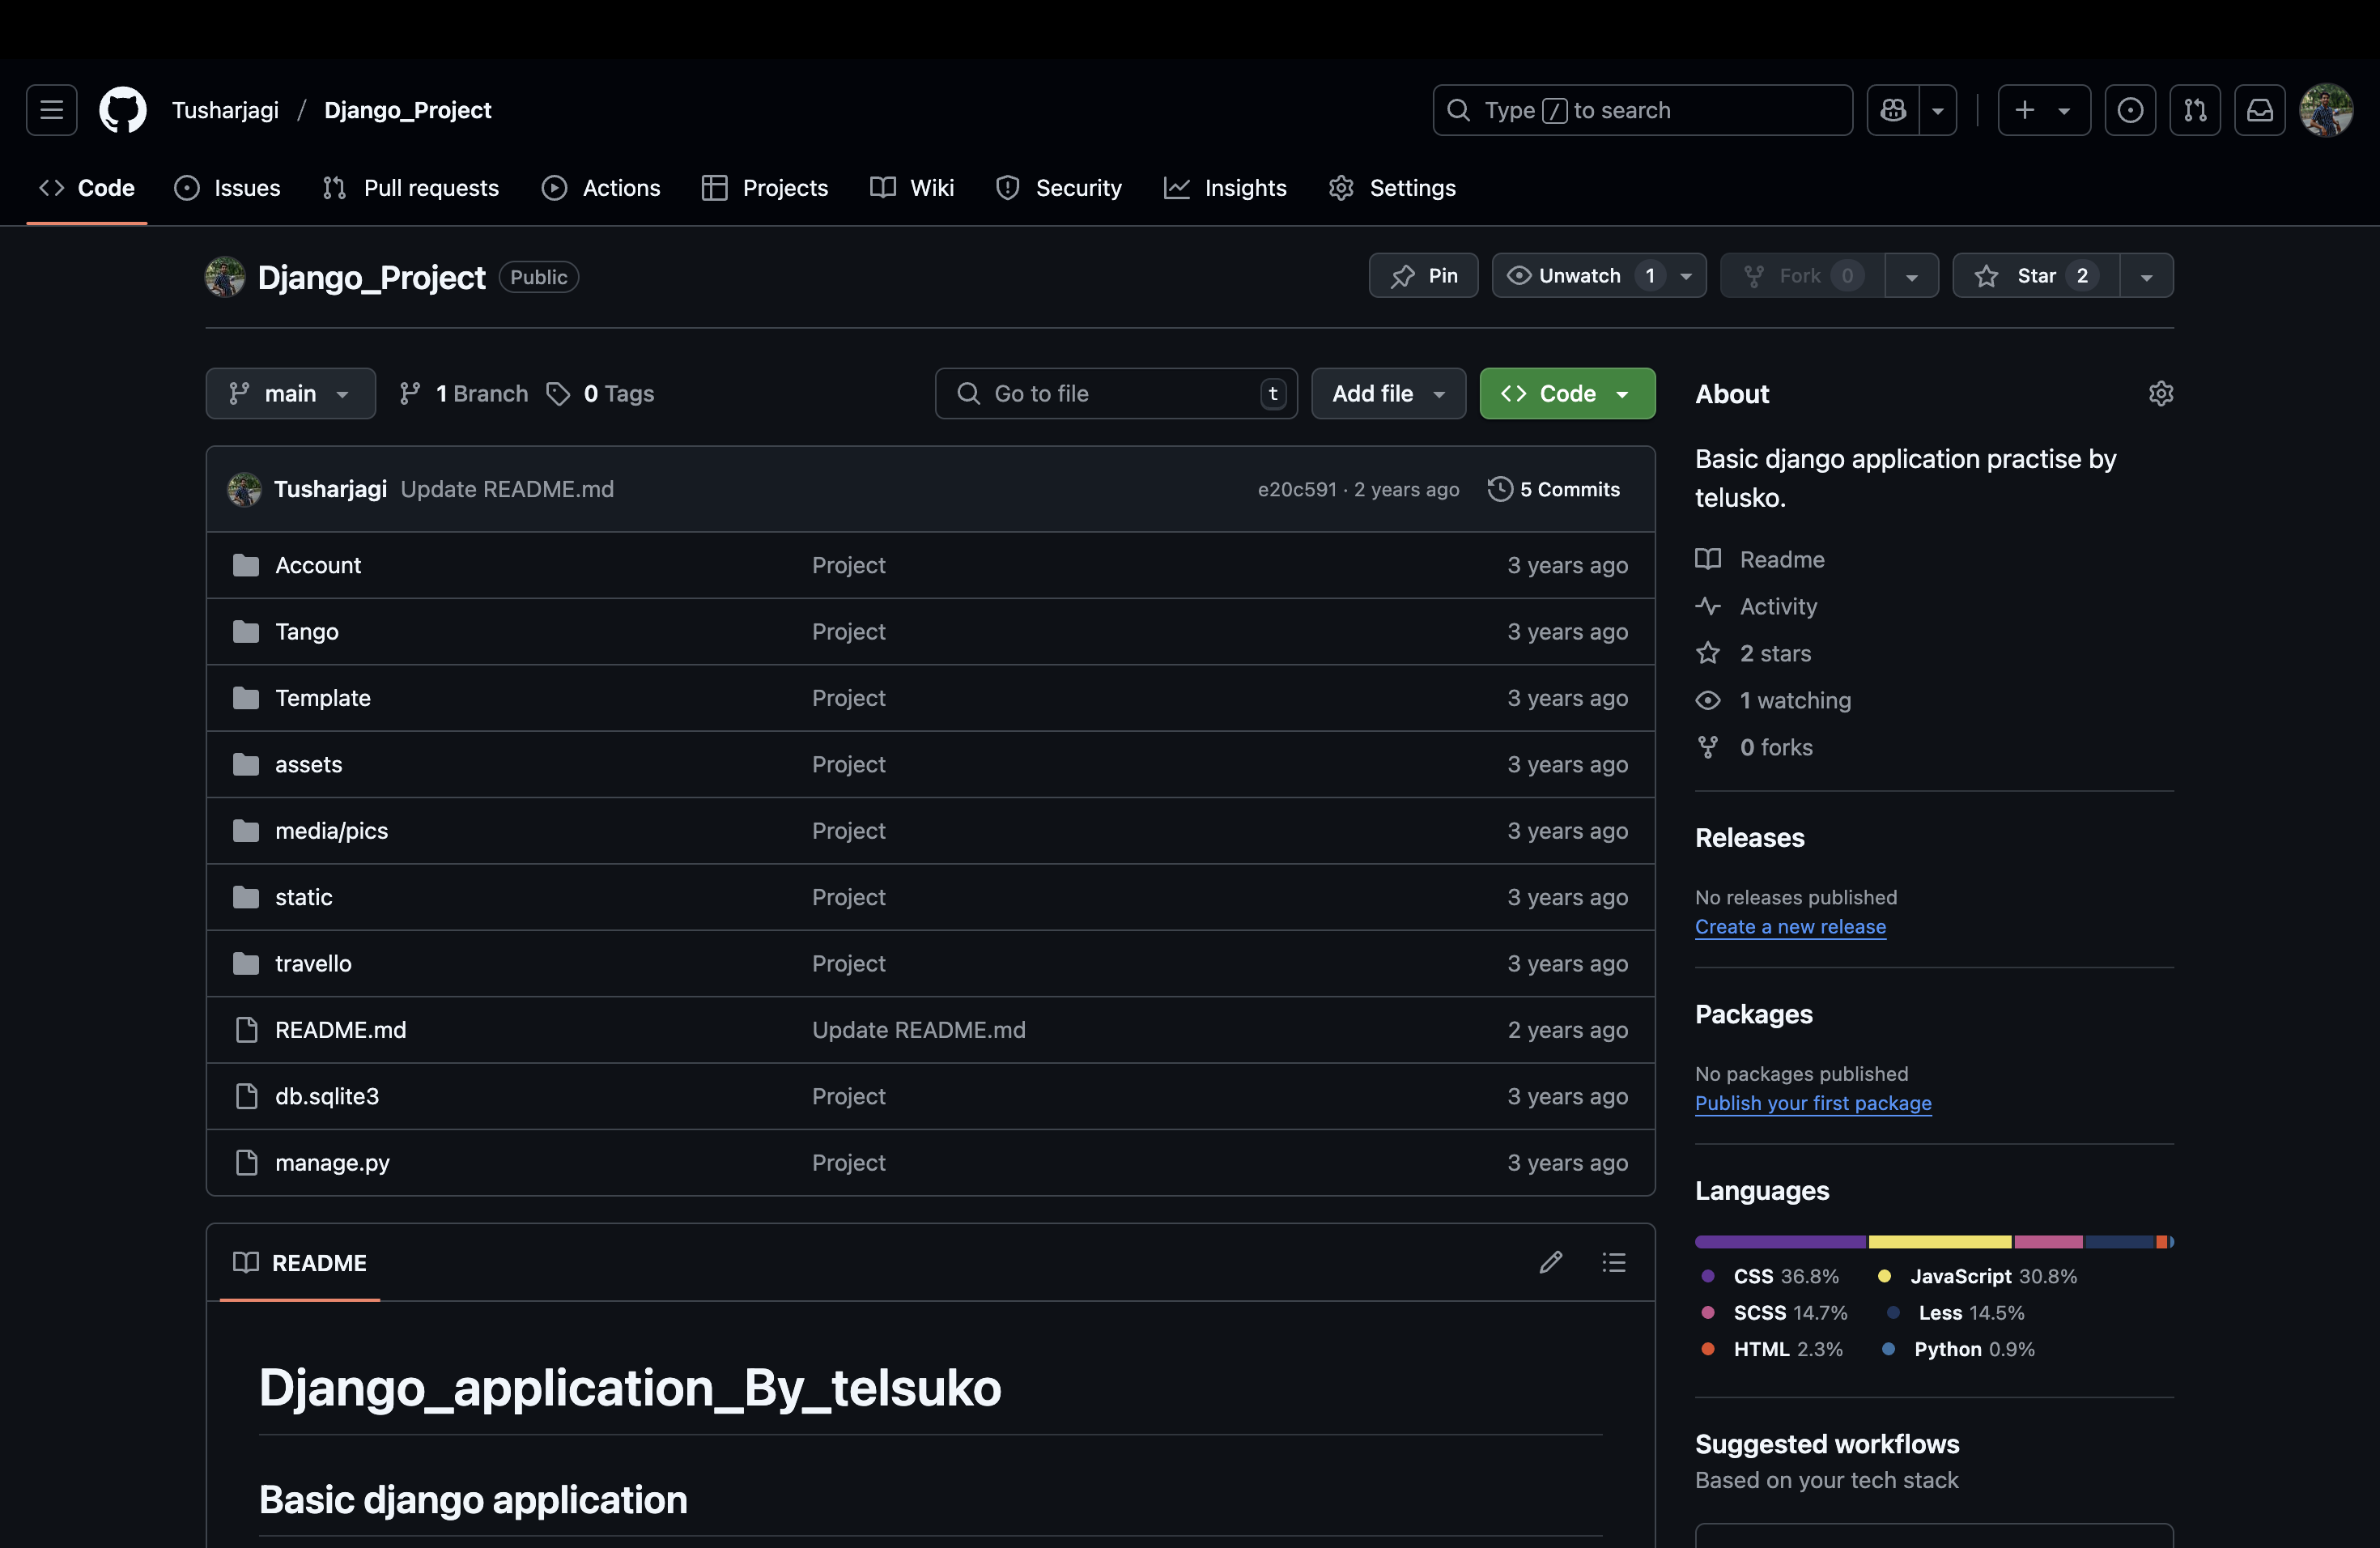 Tusharjagi / Django_Project
Type / to search
Code Issues Pull requests Actions Projects Wiki Security Insights Settings
Django_Project Public
Pin Unwatch 1 Fork 0 Star 2
main 1 Branch 0 Tags
Go to file t Add file Code
Tusharjagi Update README.md e20c591 · 2 years ago 5 Commits
Account Project 3 years ago
Tango Project 3 years ago
Template Project 3 years ago
assets Project 3 years ago
media/pics Project 3 years ago
static Project 3 years ago
travello Project 3 years ago
README.md Update README.md 2 years ago
db.sqlite3 Project 3 years ago
manage.py Project 3 years ago
README
Django_application_By_telsuko
Basic django application
About
Basic django application practise by
telusko.
Readme
Activity
2 stars
1 watching
0 forks
Releases
No releases published
Create a new release
Packages
No packages published
Publish your first package
Languages
CSS 36.8% JavaScript 30.8%
SCSS 14.7% Less 14.5%
HTML 2.3% Python 0.9%
Suggested workflows
Based on your tech stack